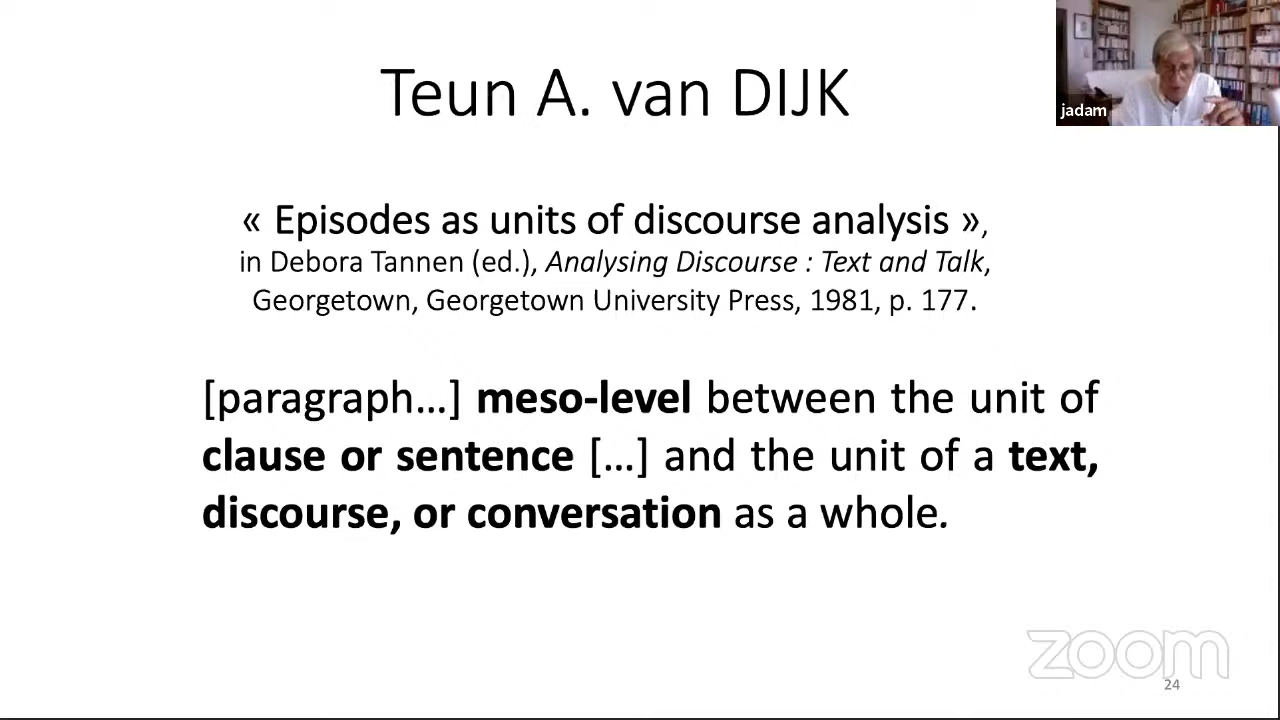 Teun A. van DIJK
jadam
« Episodes as units of discourse analysis »,
in Debora Tannen (ed.), Analysing Discourse : Text and Talk,
Georgetown, Georgetown University Press, 1981, p. 177.
[paragraph…] meso-level between the unit of
clause or sentence […] and the unit of a text,
discourse, or conversation as a whole.
zoom
24